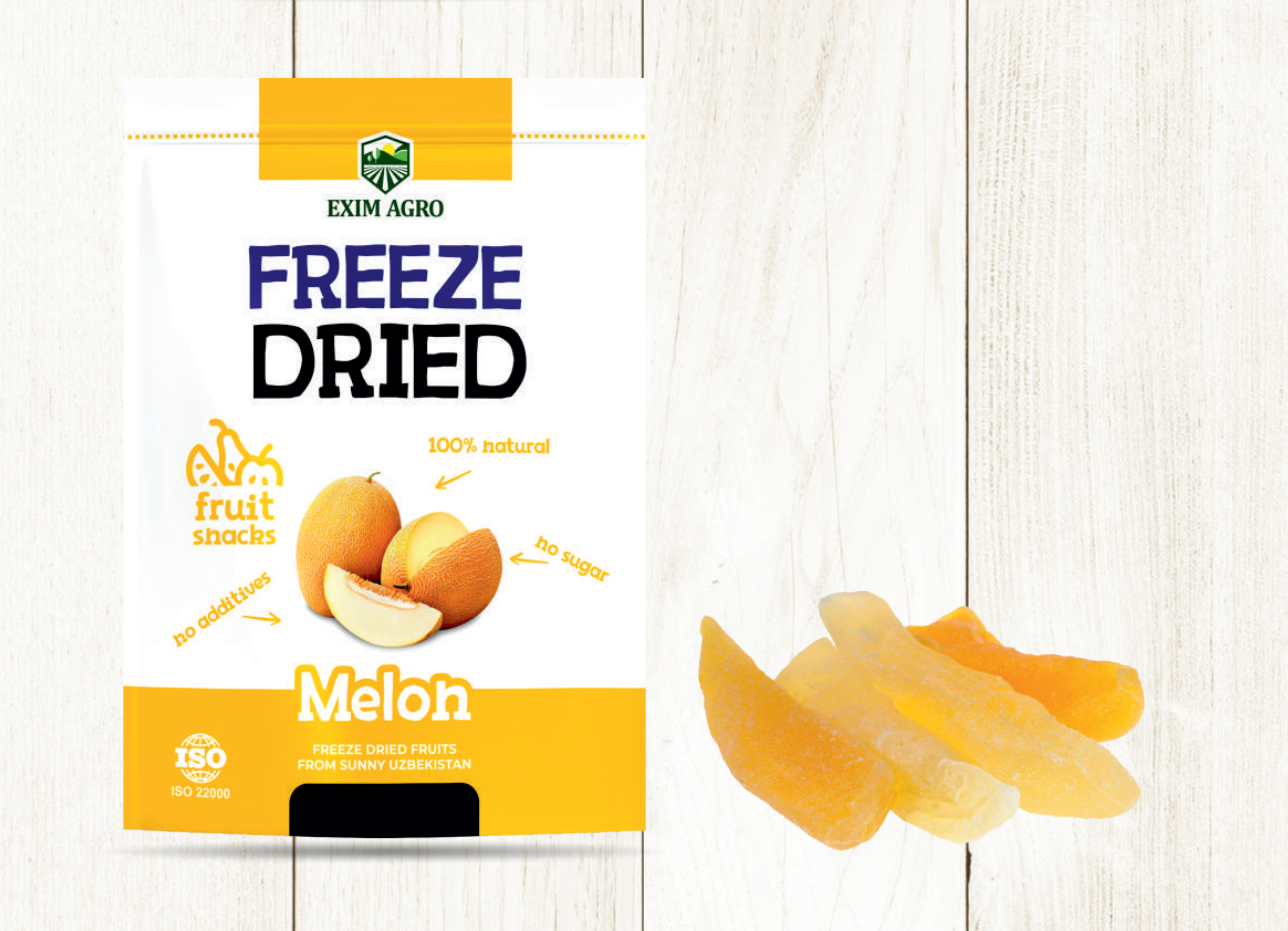 EXIM AGRO
FREEZE
DRIED
100% natural
fruit
snacks
no sugar
no additives
Melon
FREEZE DRIED FRUITS
FROM SUNNY UZBEKISTAN
ISO
ISO 22000